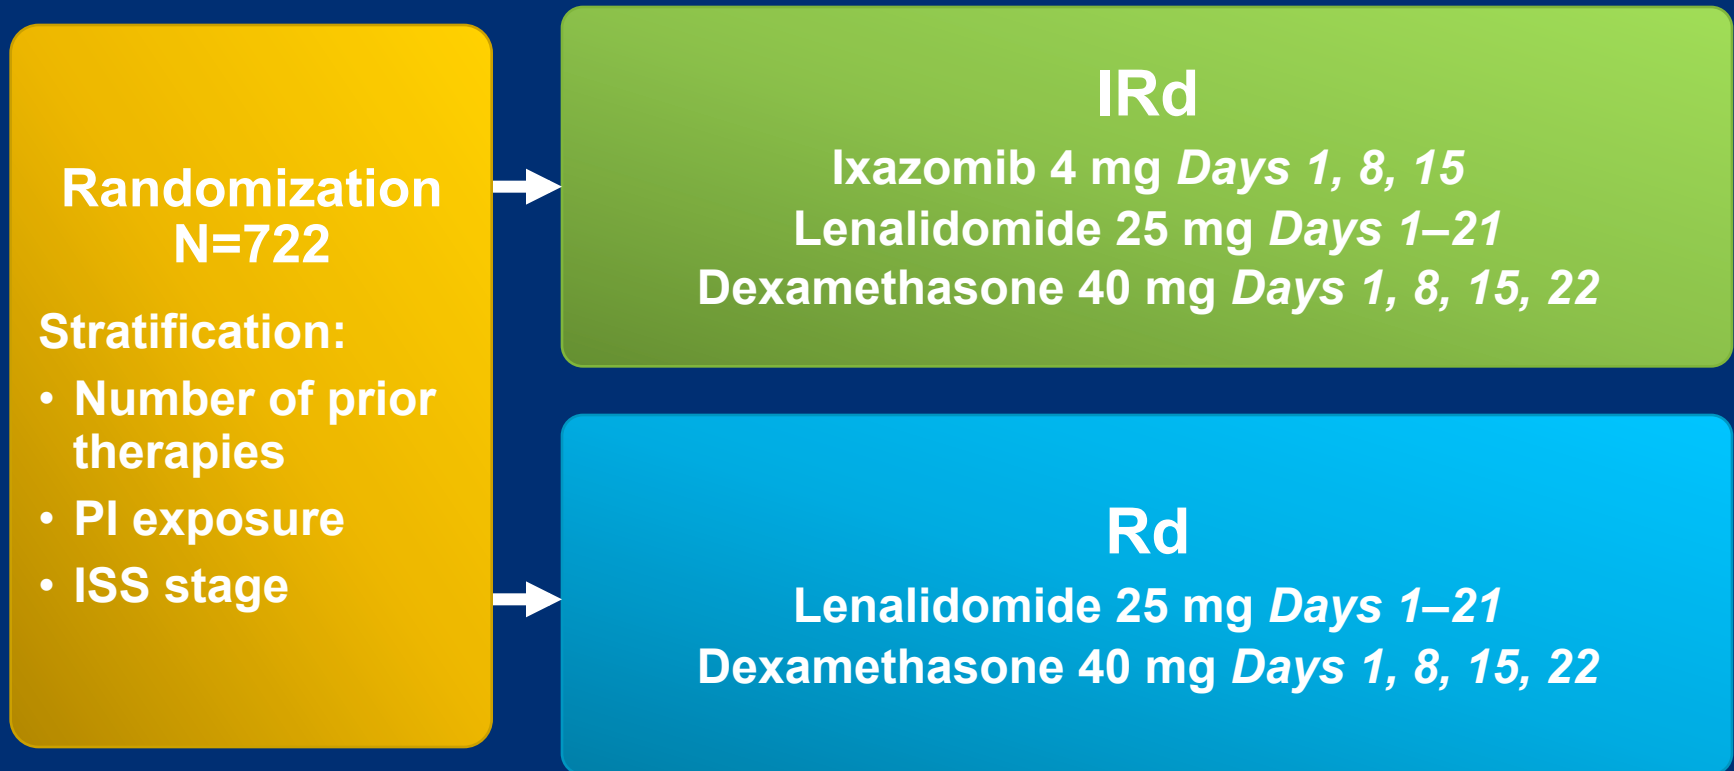 Randomization
N=722
Stratification:
• Number of prior
therapies
• PI exposure
• ISS stage
IRd
Ixazomib 4 mg Days 1, 8, 15
Lenalidomide 25 mg Days 1–21
Dexamethasone 40 mg Days 1, 8, 15, 22
Rd
Lenalidomide 25 mg Days 1–21
Dexamethasone 40 mg Days 1, 8, 15, 22